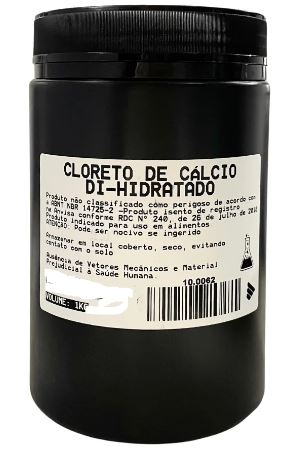 CLORETO DE CÁLCIO
DI-HIDRATADO
Produto não classificado cómo perigoso de acordo con
a ABNT NBR 14725-2 -Produto isento de registro
na Anvisa conforme RDC Nº 240, de 26 de julho de 2018
Produto indicado para uso em alimentos
ATENÇÃO: Pode ser nocivo se ingerido
Armazenar em local coberto, seco, evitando
contato com o solo
Ausência de Vetores Mecânicos e Material
Prejudicial à Saúde Humana.
10.0062
VOLUME: 1KG